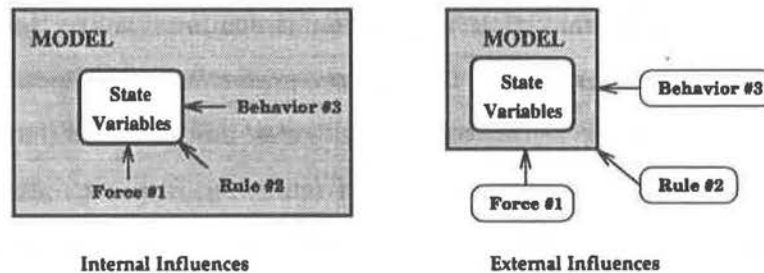 MODEL
State
Variables
Behavior #3
Force #1
Rule #2
Internal Influences
MODEL
State
Variables
Behavior #3
Force #1
Rule #2
External Influences